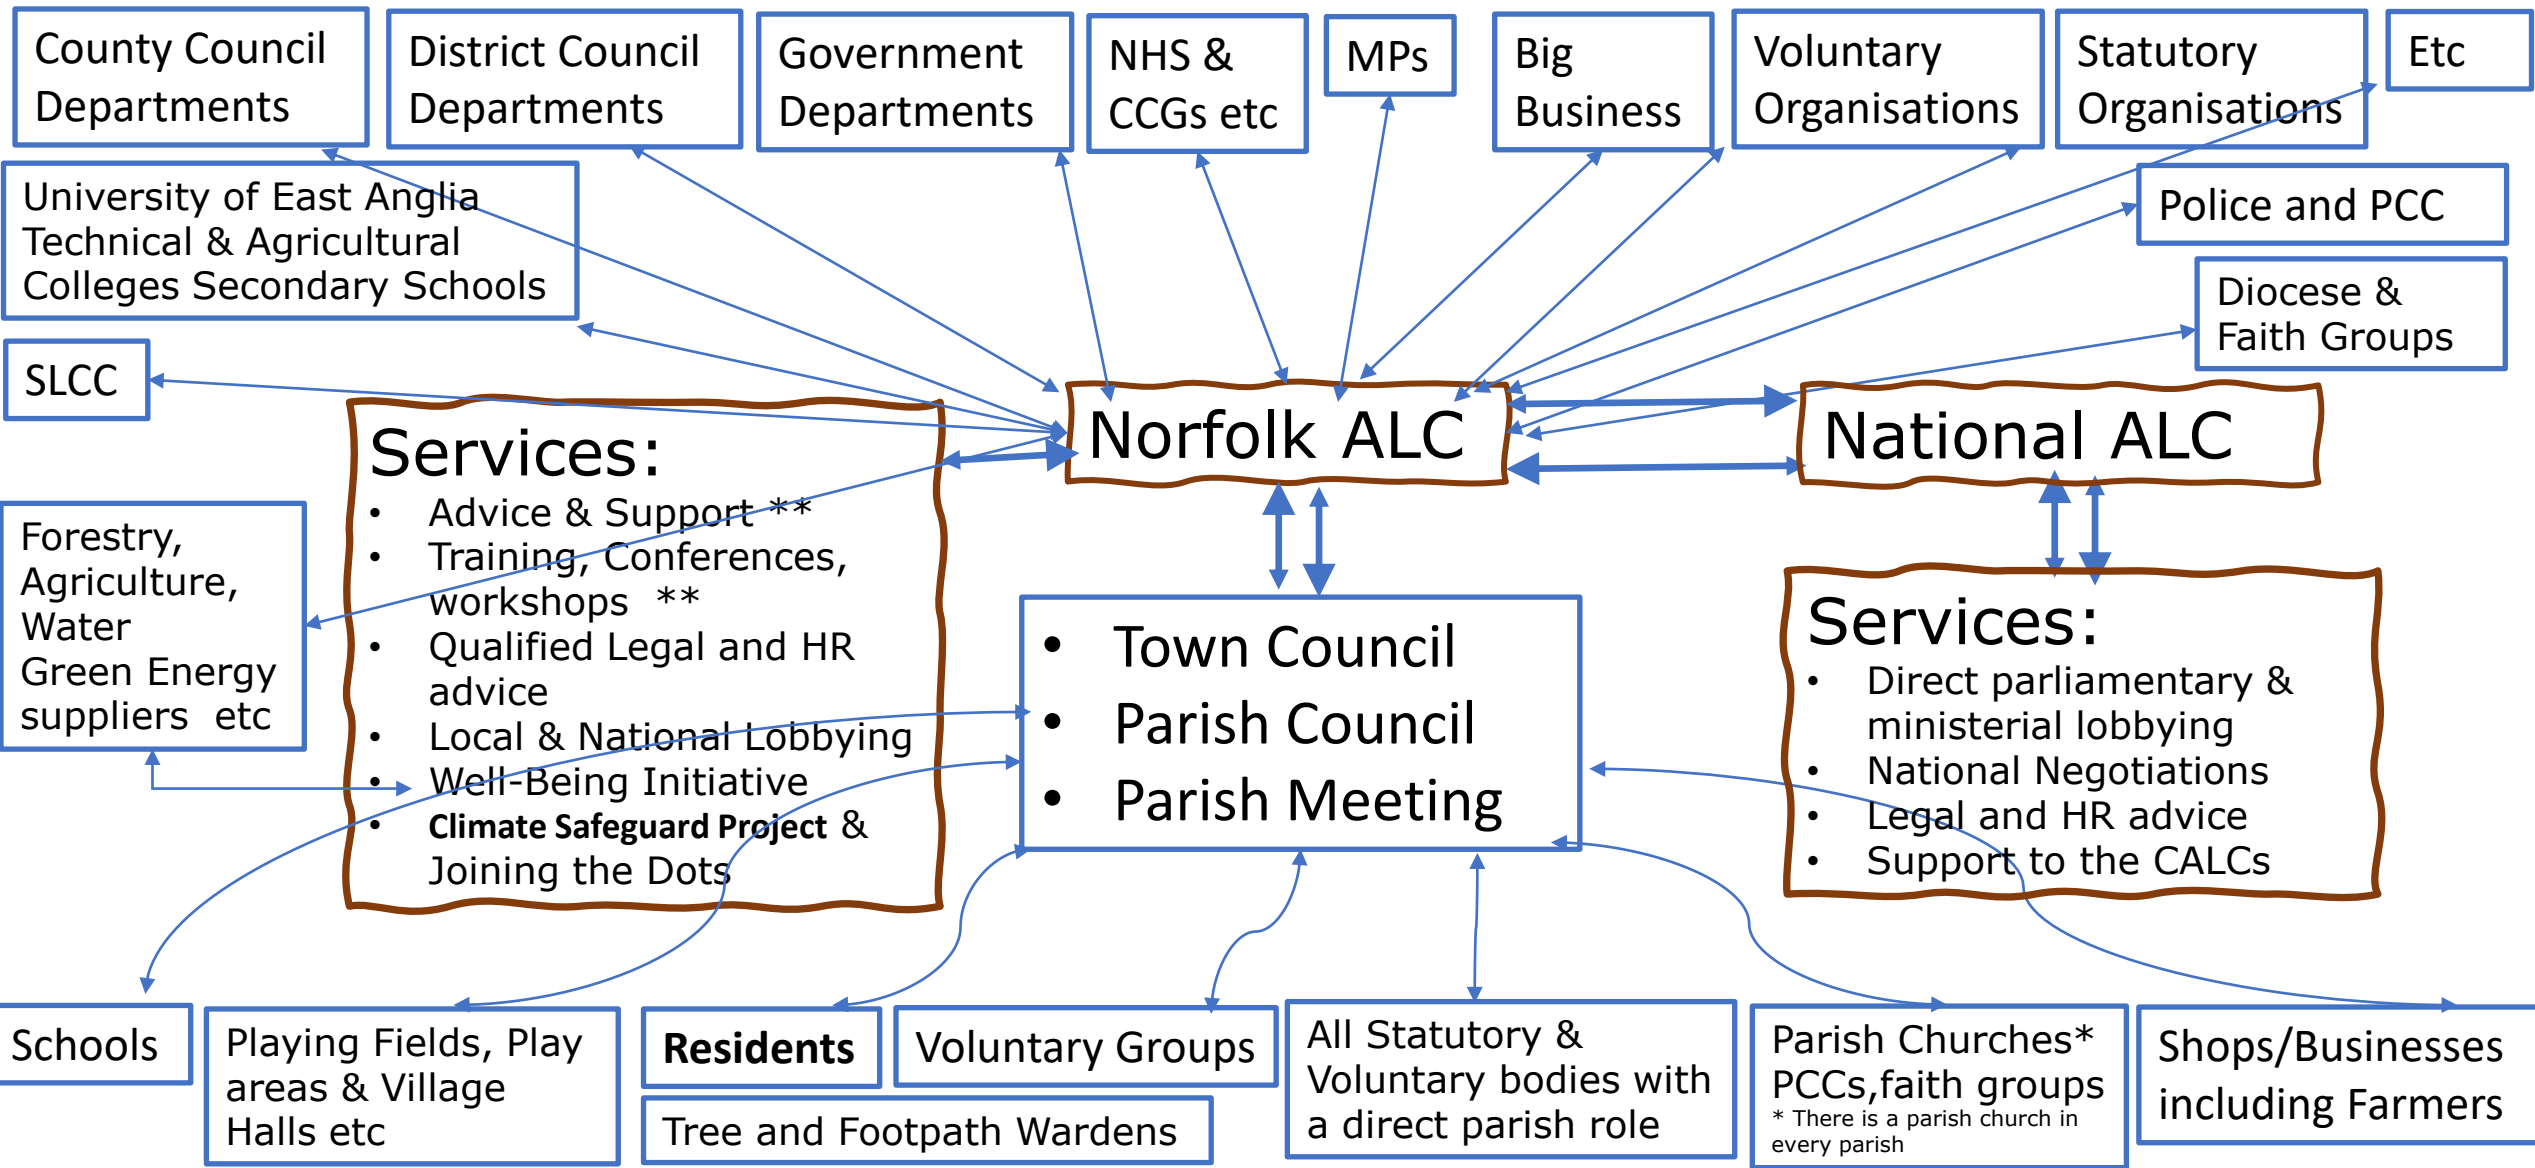 County Council
Departments
District Council
Departments
Government
Departments
NHS &
CCGs etc
MPs
Big
Business
Voluntary
Organisations
Statutory
Organisations
Etc
University of East Anglia
Technical & Agricultural
Colleges Secondary Schools
Police and PCC
Diocese &
Faith Groups
SLCC
Norfolk ALC
National ALC
Services:
• Advice & Support **
• Training, Conferences,
workshops  **
• Qualified Legal and HR
advice
• Local & National Lobbying
• Well-Being Initiative
• Climate Safeguard Project &
Joining the Dots
Forestry,
Agriculture,
Water
Green Energy
suppliers  etc
• Town Council
• Parish Council
• Parish Meeting
Services:
• Direct parliamentary &
ministerial lobbying
• National Negotiations
• Legal and HR advice
• Support to the CALCs
Schools
Playing Fields, Play
areas & Village
Halls etc
Residents
Voluntary Groups
Tree and Footpath Wardens
All Statutory &
Voluntary bodies with
a direct parish role
Parish Churches*
PCCs,faith groups
* There is a parish church in
every parish
Shops/Businesses
including Farmers